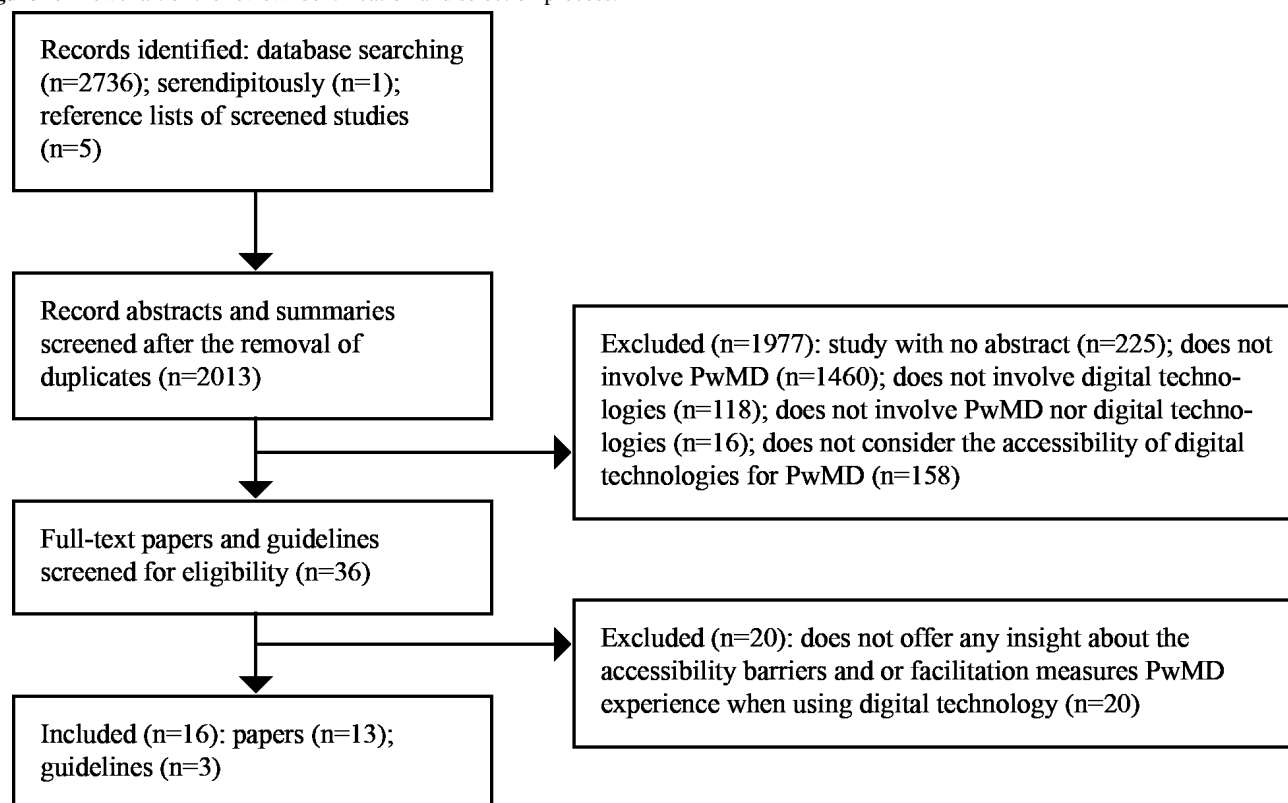 Records identified: database searching
(n=2736); serendipitously (n=1);
reference lists of screened studies
(n=5)
Record abstracts and summaries
screened after the removal of
duplicates (n=2013)
Excluded (n=1977): study with no abstract (n=225); does not
involve PwMD (n=1460); does not involve digital techno-
logies (n=118); does not involve PwMD nor digital techno-
logies (n=16); does not consider the accessibility of digital
technologies for PwMD (n=158)
Full-text papers and guidelines
screened for eligibility (n=36)
Excluded (n=20): does not offer any insight about the
accessibility barriers and or facilitation measures PwMD
experience when using digital technology (n=20)
Included (n=16): papers (n=13);
guidelines (n=3)